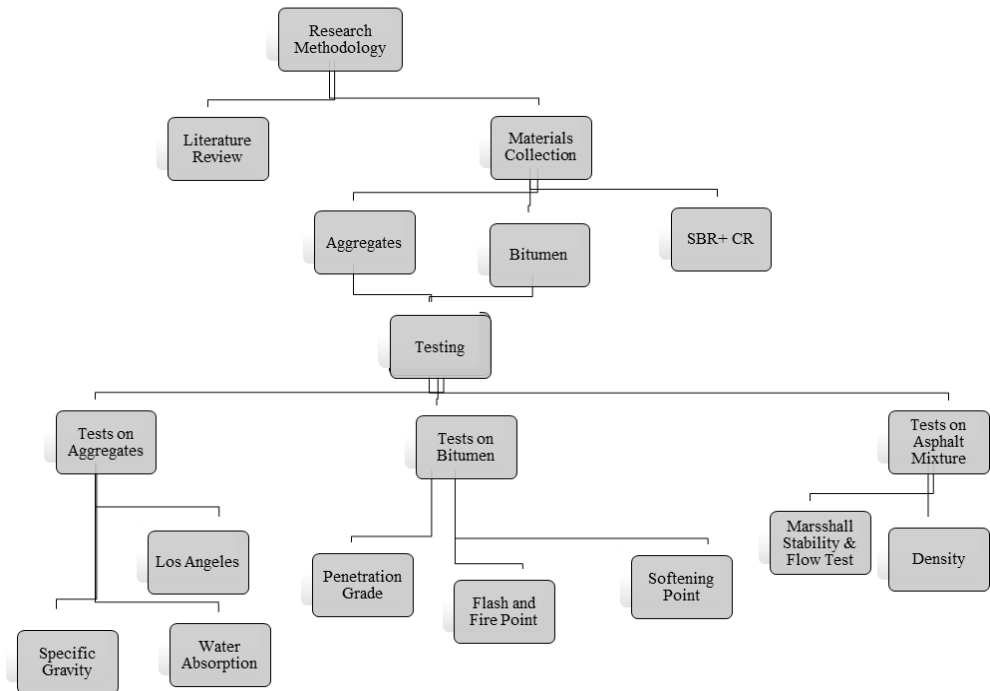 Research
Methodology
Literature
Review
Materials
Collection
Aggregates
Bitumen
SBR+ CR
Testing
Tests on
Aggregates
Tests on
Bitumen
Tests on
Asphalt
Mixture
Los Angeles
Specific
Gravity
Water
Absorption
Penetration
Grade
Flash and
Fire Point
Softening
Point
Marsshall
Stability &
Flow Test
Density